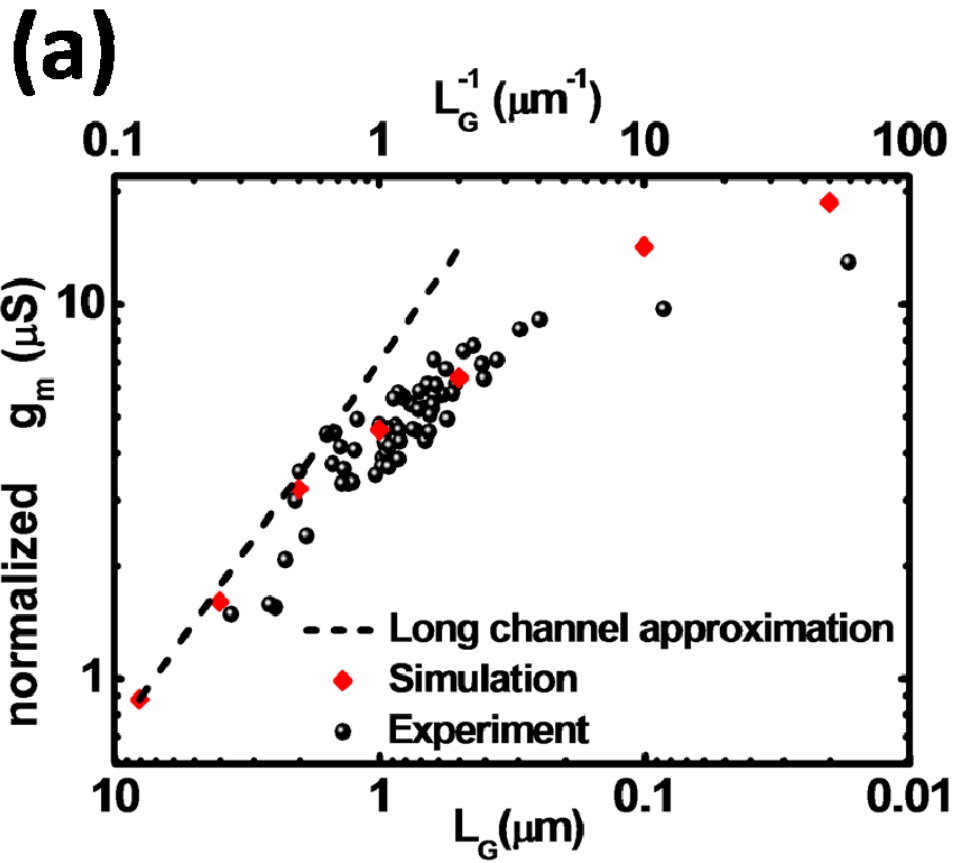 (a)
L_G^-1 (μm^-1)
0.1 1 10 100
normalized g_m (μS)
10
1
Long channel approximation
Simulation
Experiment
10 1 0.1 0.01
L_G(μm)